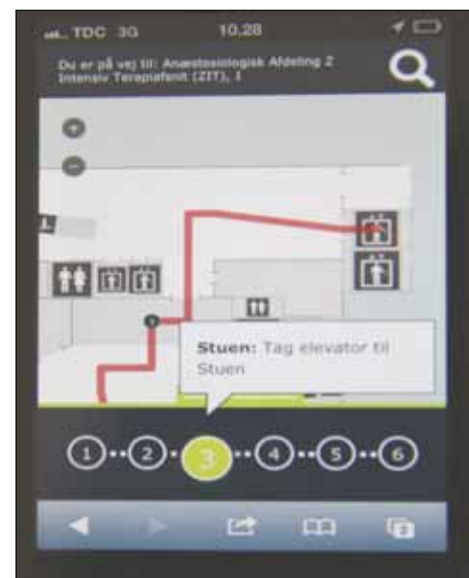 TDC 3G 10.28
Du er på vej til: Anæstesiologisk Afdeling Z
Intensiv Terapiafsnit (ZIT), 1
Stuen: Tag elevator til
Stuen
1 2 3 4 5 6
2